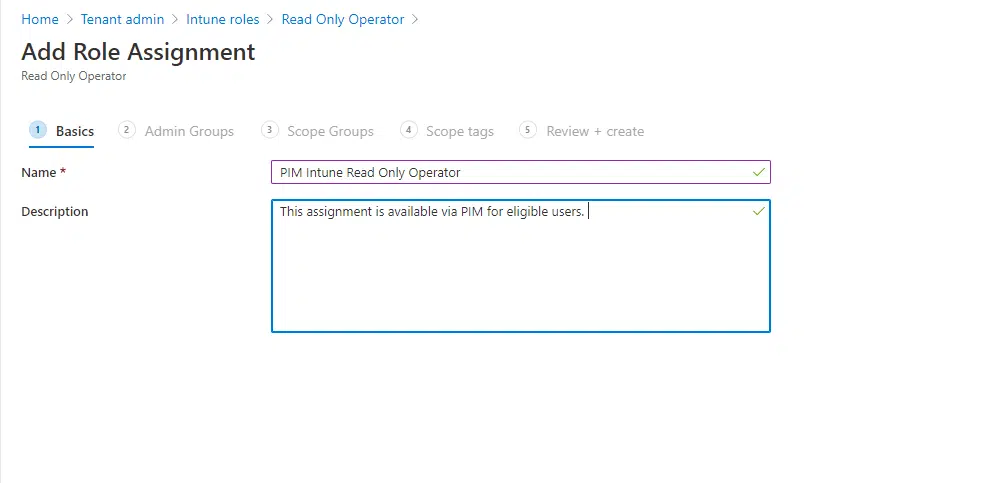 Home > Tenant admin > Intune roles > Read Only Operator >
Add Role Assignment
Read Only Operator
1 Basics 2 Admin Groups 3 Scope Groups 4 Scope tags 5 Review + create
Name * PIM Intune Read Only Operator
Description This assignment is available via PIM for eligible users.